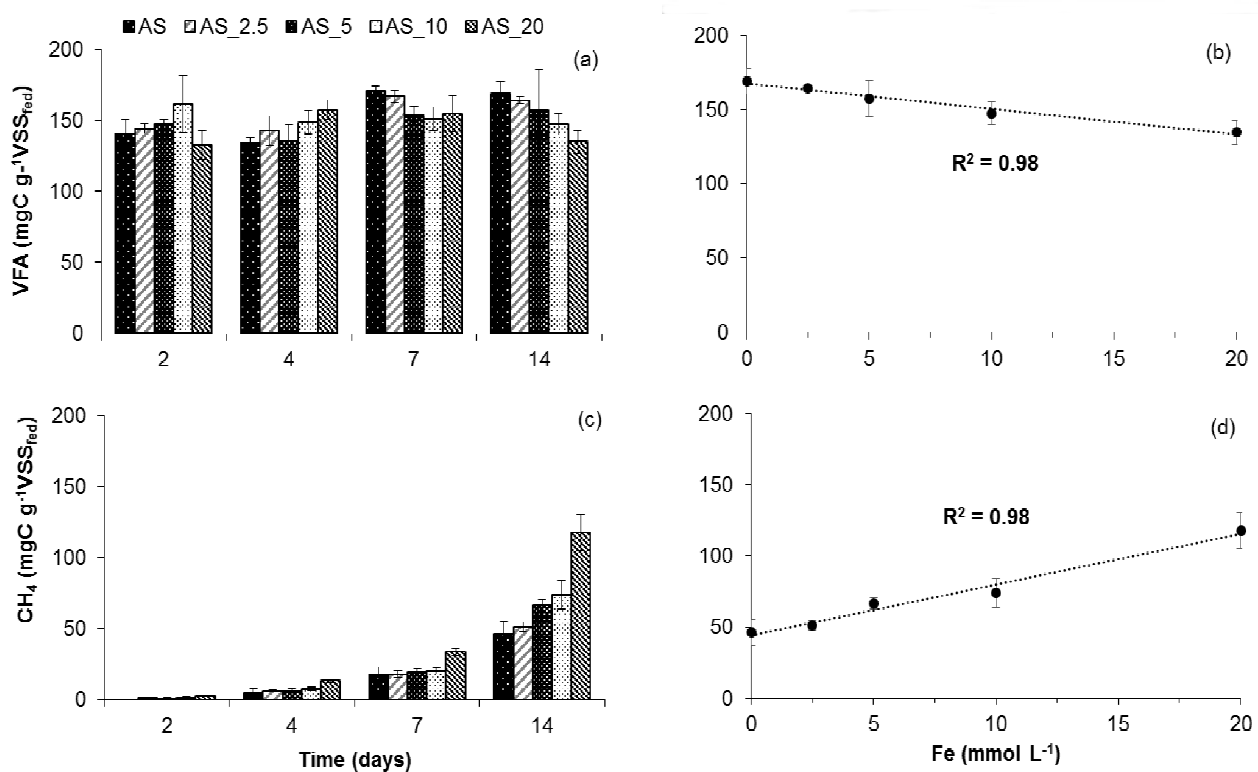 AS AS_2.5 AS_5 AS_10 AS_20
(a)
VFA (mgC g-¹VSSfed)
200
150
100
50
0
2 4 7 14
(b)
200
150
100
50
0
R² = 0.98
0 5 10 15 20
(c)
CH₄ (mgC g⁻¹VSSfed)
200
150
100
50
0
2 4 7 14
Time (days)
(d)
200
150
100
50
0
R² = 0.98
0 5 10 15 20
Fe (mmol L⁻¹)